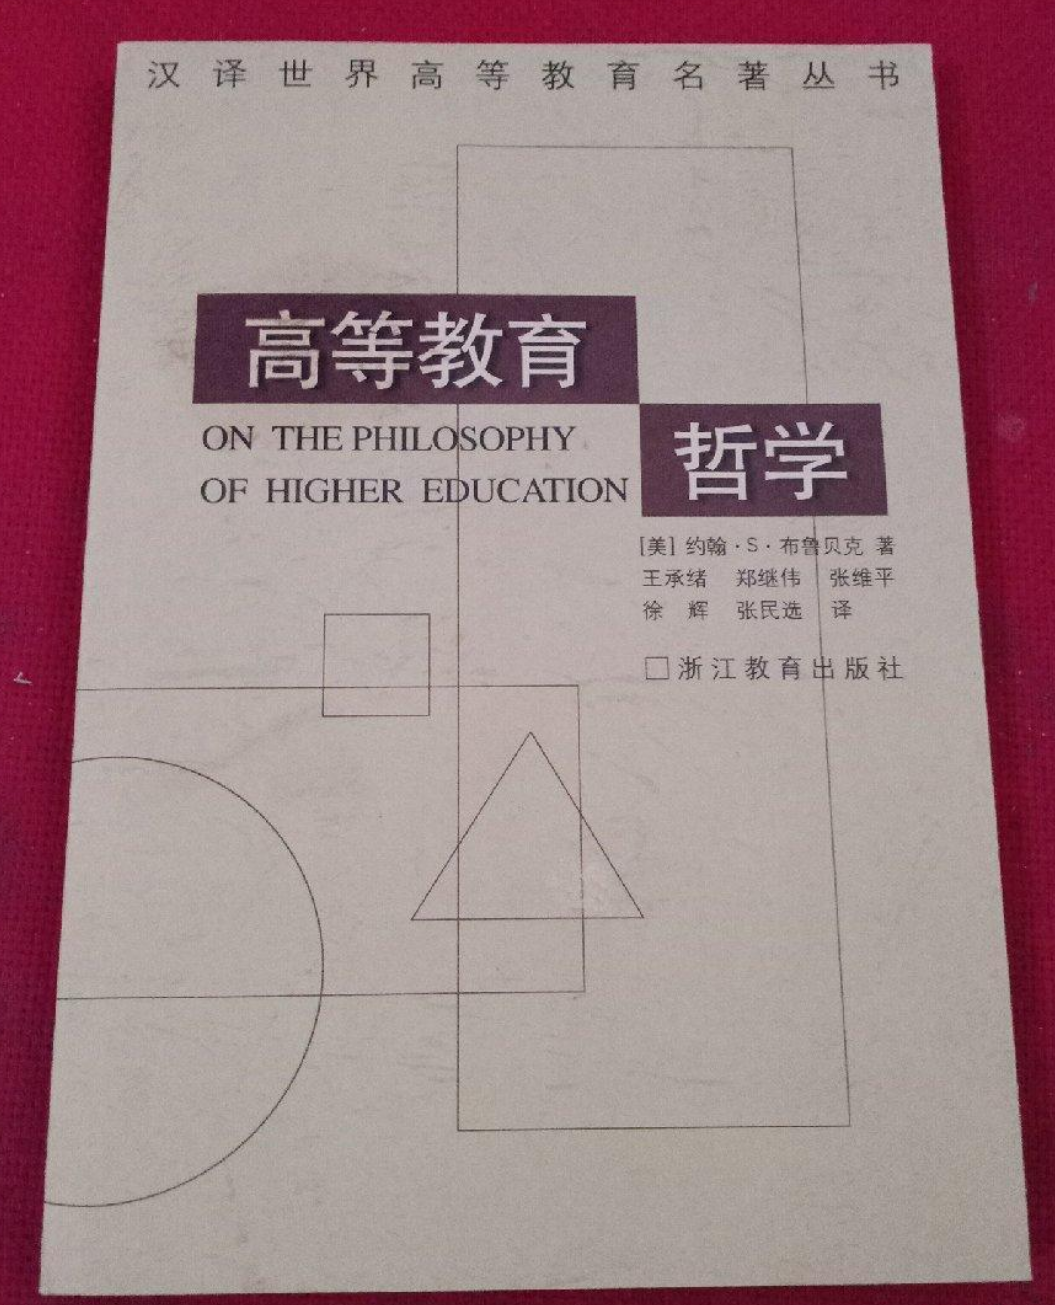 汉译世界高等教育名著丛书
高等教育
哲学
ON THE PHILOSOPHY
OF HIGHER EDUCATION
[美] 约翰·S·布鲁贝克 著
王承绪 郑继伟 张维平
徐 辉 张民选 译
浙江教育出版社